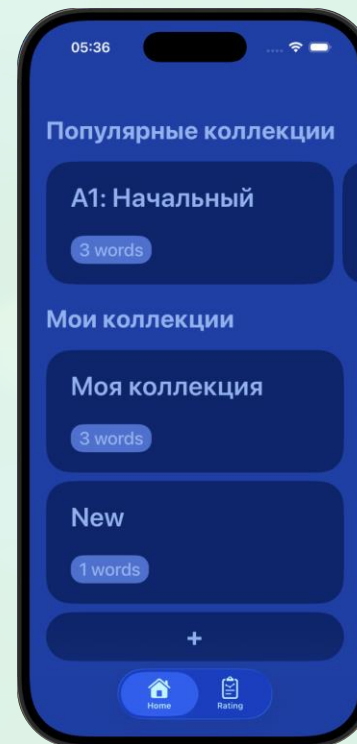 05:36
Популярные коллекции
A1: Начальный
3 words
Мои коллекции
Моя коллекция
3 words
New
1 words
+
Home
Rating